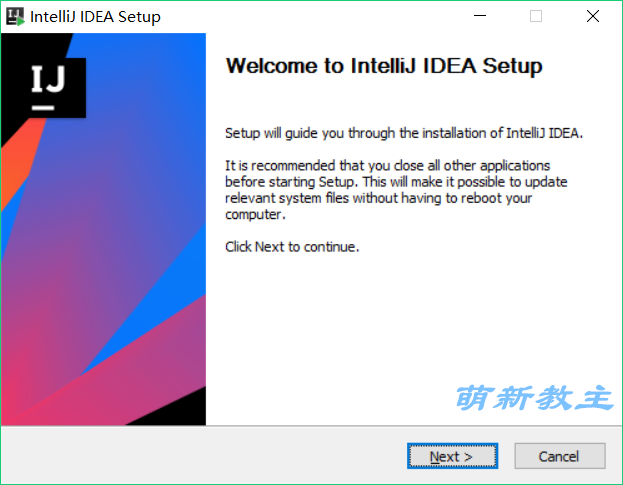 IntelliJ IDEA Setup
IJ
Welcome to IntelliJ IDEA Setup
Setup will guide you through the installation of IntelliJ IDEA.
It is recommended that you close all other applications
before starting Setup. This will make it possible to update
relevant system files without having to reboot your
computer.
Click Next to continue.
萌新教主
Next >
Cancel